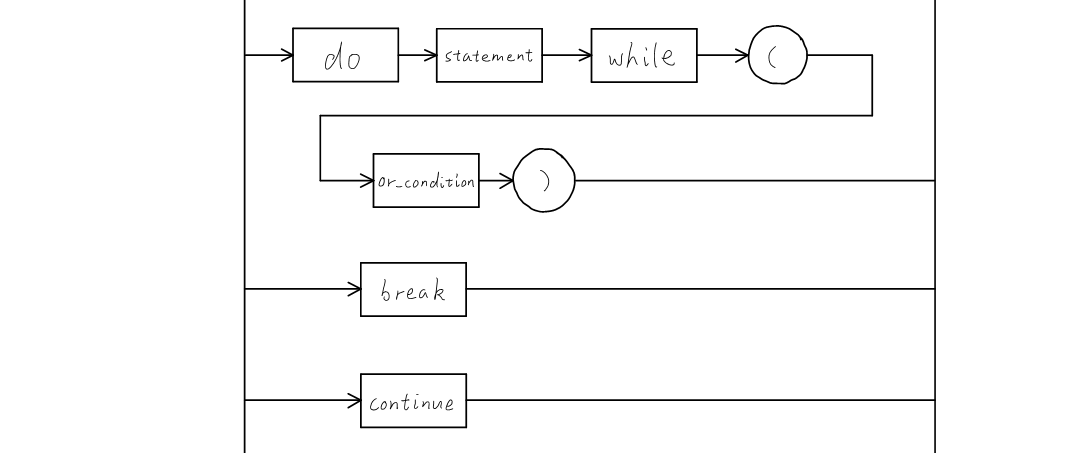 do statement while (
or_condition )
break
continue